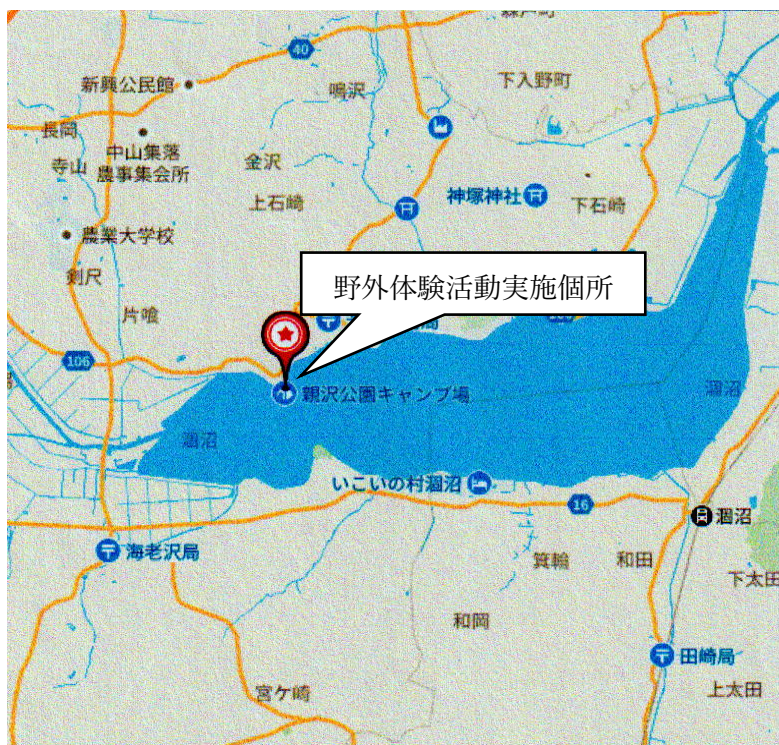 40
新興公民館
鳴沢
下入野町
長岡
中山集落
農事集会所
寺山
金沢
上石崎
神塚神社
下石崎
農業大学校
剣尺
片喰
野外体験活動実施個所
106
親沢公園キャンプ場
涸沼
涸沼
いこいの村涸沼
16
涸沼
海老沢局
箕輪
和田
下太田
和岡
田崎局
上太田
宮ケ崎